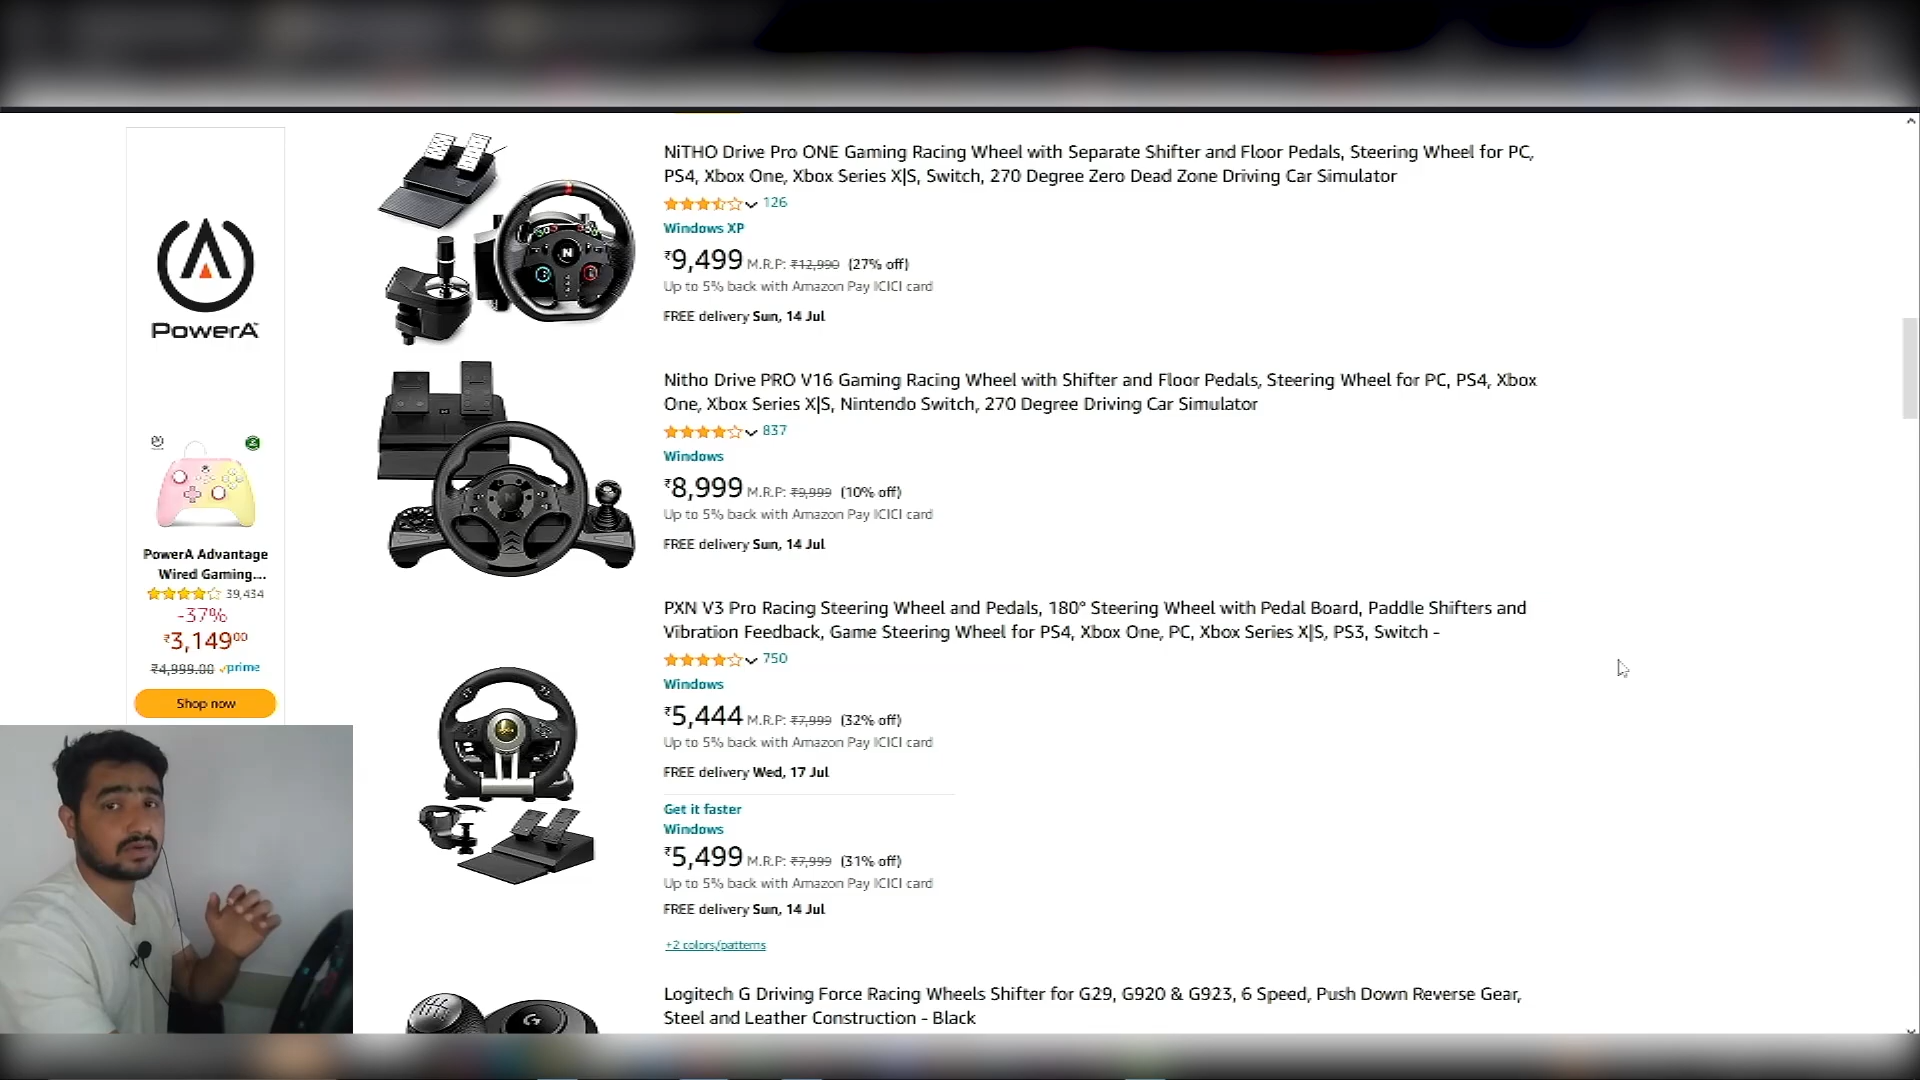 NiTHO Drive Pro ONE Gaming Racing Wheel with Separate Shifter and Floor Pedals, Steering Wheel for PC,
PS4, Xbox One, Xbox Series X|S, Switch, 270 Degree Zero Dead Zone Driving Car Simulator
126
Windows XP
₹9,499 M.R.P: ₹12,990 (27% off)
Up to 5% back with Amazon Pay ICICI card
FREE delivery Sun, 14 Jul
Nitho Drive PRO V16 Gaming Racing Wheel with Shifter and Floor Pedals, Steering Wheel for PC, PS4, Xbox
One, Xbox Series X|S, Nintendo Switch, 270 Degree Driving Car Simulator
837
Windows
₹8,999 M.R.P: ₹9,999 (10% off)
Up to 5% back with Amazon Pay ICICI card
FREE delivery Sun, 14 Jul
PXN V3 Pro Racing Steering Wheel and Pedals, 180° Steering Wheel with Pedal Board, Paddle Shifters and
Vibration Feedback, Game Steering Wheel for PS4, Xbox One, PC, Xbox Series X|S, PS3, Switch -
750
Windows
₹5,444 M.R.P: ₹7,999 (32% off)
Up to 5% back with Amazon Pay ICICI card
FREE delivery Wed, 17 Jul
Get it faster
Windows
₹5,499 M.R.P: ₹7,999 (31% off)
Up to 5% back with Amazon Pay ICICI card
FREE delivery Sun, 14 Jul
+2 colors/patterns
Logitech G Driving Force Racing Wheels Shifter for G29, G920 & G923, 6 Speed, Push Down Reverse Gear,
Steel and Leather Construction - Black
PowerA
PowerA Advantage
Wired Gaming...
39,434
-37%
₹3,149⁰⁰
₹4,999.00 prime
Shop now